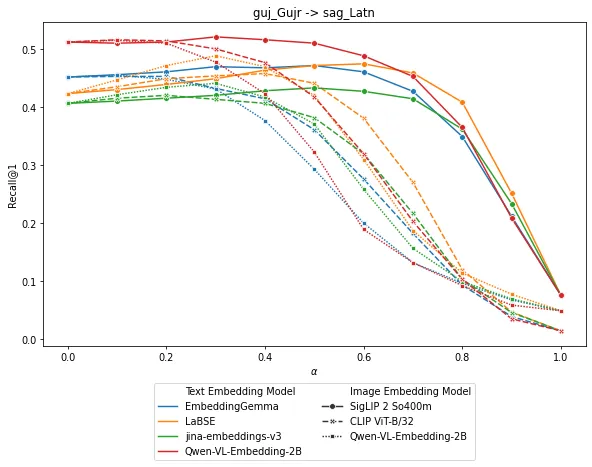 guj_Gujr -> sag_Latn
Recall@1
0.5
0.4
0.3
0.2
0.1
0.0
0.0 0.2 0.4 0.6 0.8 1.0
α
Text Embedding Model
EmbeddingGemma
LaBSE
jina-embeddings-v3
Qwen-VL-Embedding-2B
Image Embedding Model
SigLIP 2 So400m
CLIP ViT-B/32
Qwen-VL-Embedding-2B